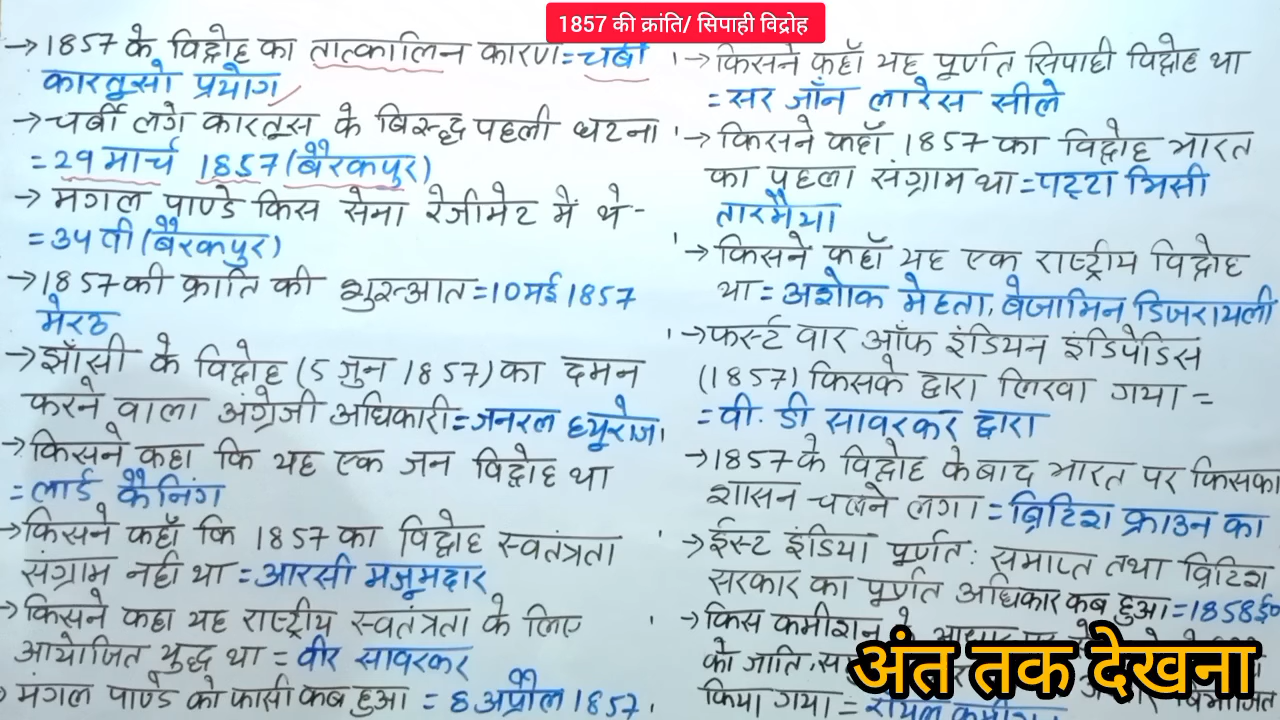 1857 की क्रांति/ सिपाही विद्रोह
→1857 के विद्रोह का तात्कालिन कारण=चर्बी
कारतूसो प्रयोग
→चर्बी लगे कारतूस के बिरूद्ध पहली घटना
=29 मार्च 1857(बैरकपुर)
→ मंगल पाण्डे किस सेना रेजीमेट में थे-
=34 वी (बैरकपुर)
→1857 की क्रांति की शुरुआत=10 मई 1857
मेरठ
→झाँसी के विद्रोह (5 जुन 1857) का दमन
करने वाला अंग्रेजी अधिकारी=जनरल ह्यूरोज
→किसने कहा कि यह एक जन विद्रोह था
=लार्ड कैनिंग
→किसने कहाँ कि 1857 का विद्रोह स्वतंत्रता
संग्राम नही था =आरसी मजूमदार
→किसने कहा यह राष्ट्रीय स्वतंत्रता के लिए
आयोजित युद्ध था = वीर सावरकर
मंगल पाण्डे को फासी कब हुआ = 8 अप्रैल 1857
→किसने कहाँ यह पूर्णत सिपाही विद्रोह था
=सर जाँन लारेस सीले
→किसने कहाँ 1857 का विद्रोह भारत
का पहला संग्राम था=पट्टा भिसी
तारमैया
→किसने कहाँ यह एक राष्ट्रीय विद्रोह
था=अशोक मेहता, बेजामिन डिजरायली
→फर्स्ट वार ऑफ इंडियन इंडिपेडिस
(1857) किसके द्वारा लिखा गया =
=वी. डी सावरकर द्वारा
→1857 के विद्रोह के बाद भारत पर किसका
शासन चलने लगा।=ब्रिटिश क्राउन का
→ईस्ट इंडिया पूर्णत: समाप्त तथा ब्रिटिश
सरकार का पूर्णत अधिकार कब हुआ=1858ई०
→किस कमीशन के आधार पर
को जाति
किया गया = रायल
अंत तक देखना